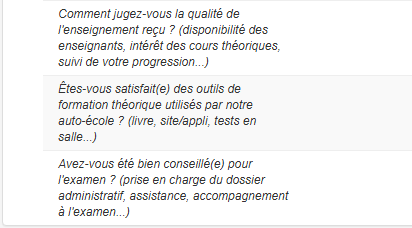 Comment jugez-vous la qualité de
l'enseignement reçu ? (disponibilité des
enseignants, intérêt des cours théoriques,
suivi de votre progression...)
Êtes-vous satisfait(e) des outils de
formation théorique utilisés par notre
auto-école ? (livre, site/appli, tests en
salle...)
Avez-vous été bien conseillé(e) pour
l'examen ? (prise en charge du dossier
administratif, assistance, accompagnement
à l'examen...)